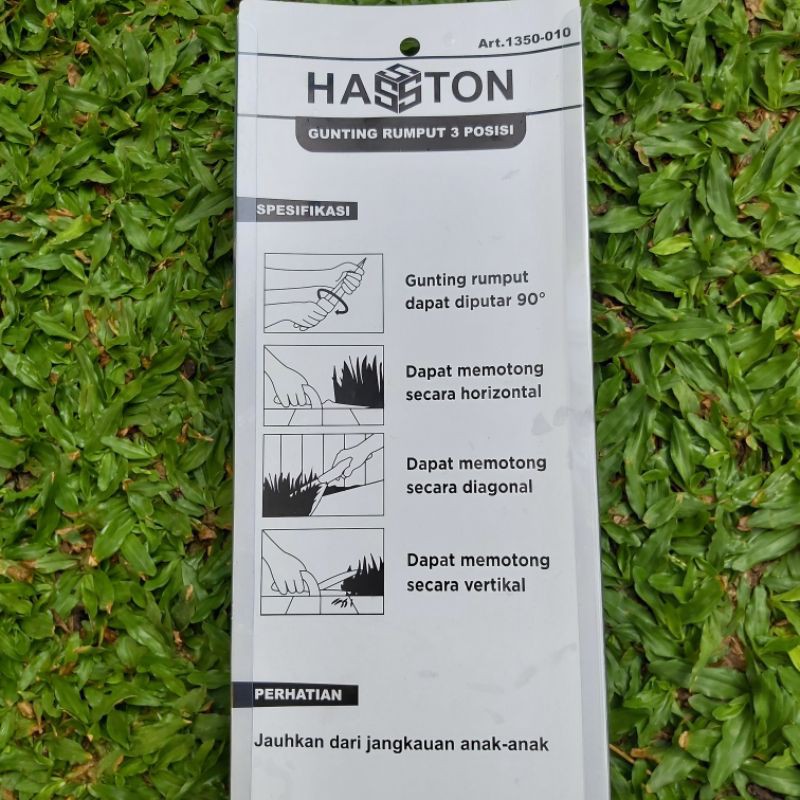 Art.1350-010
HASSTON
GUNTING RUMPUT 3 POSISI
SPESIFIKASI
Gunting rumput
dapat diputar 90°
Dapat memotong
secara horizontal
Dapat memotong
secara diagonal
Dapat memotong
secara vertikal
PERHATIAN
Jauhkan dari jangkauan anak-anak